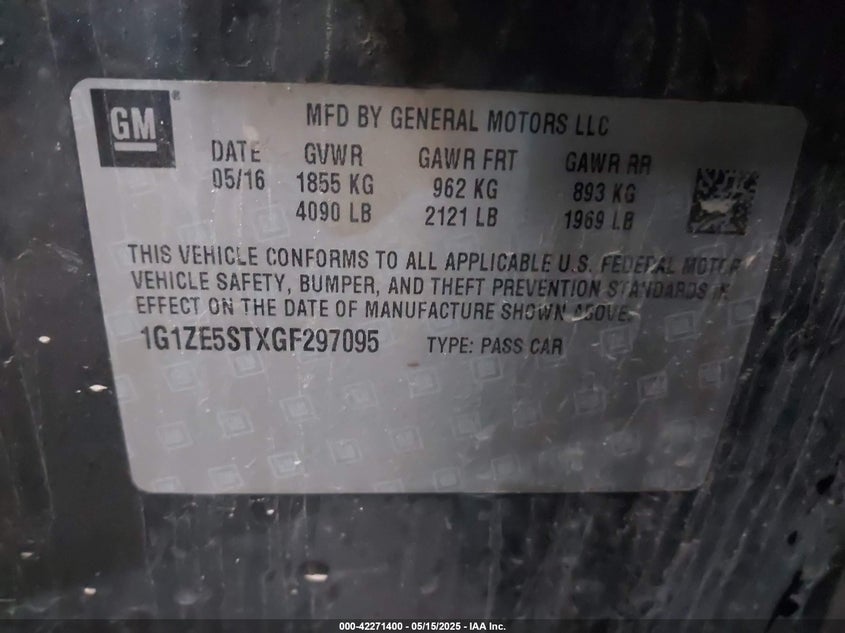 GM®
MFD BY GENERAL MOTORS LLC
DATE GVWR GAWR FRT GAWR RR
05/16 1855 KG 962 KG 893 KG
4090 LB 2121 LB 1969 LB
THIS VEHICLE CONFORMS TO ALL APPLICABLE U.S. FEDERAL MOTOR
VEHICLE SAFETY, BUMPER, AND THEFT PREVENTION STANDARDS IN
EFFECT ON THE DATE OF MANUFACTURE SHOWN ABOVE.
1G1ZE5STXGF297095 TYPE: PASS CAR
000-42271400 - 05/15/2025 - IAA Inc.